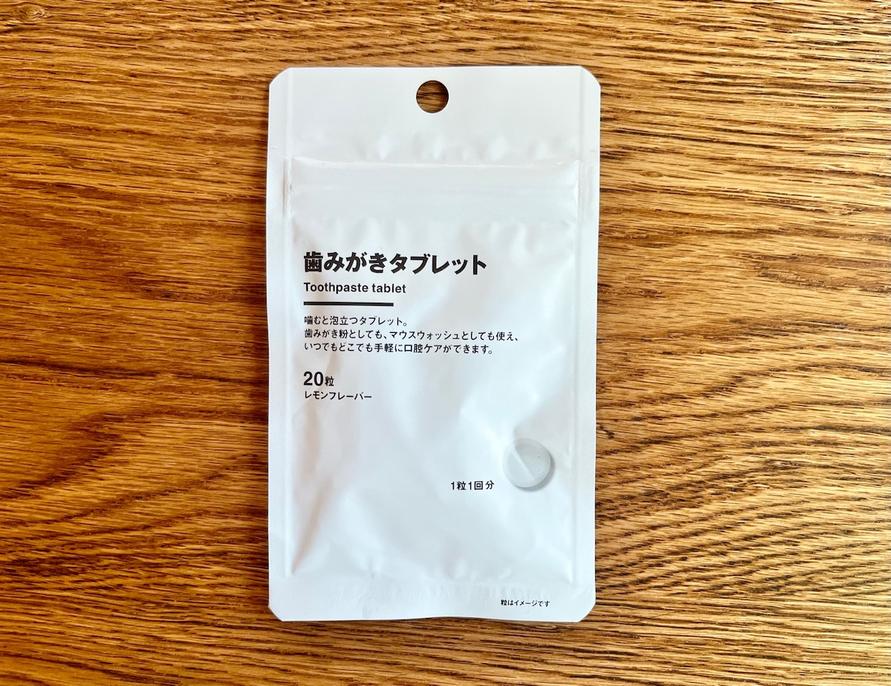 歯みがきタブレット
Toothpaste tablet
噛むと泡立つタブレット。
歯みがき粉としても、マウスウォッシュとしても使え、
いつでもどこでも手軽に口腔ケアができます。
20粒
レモンフレーバー
1粒1回分
粒はイメージです